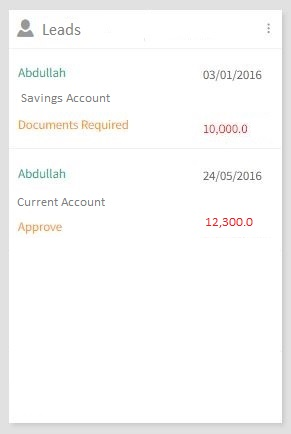 Leads
Abdullah 03/01/2016
Savings Account
Documents Required 10,000.0
Abdullah 24/05/2016
Current Account
Approve 12,300.0